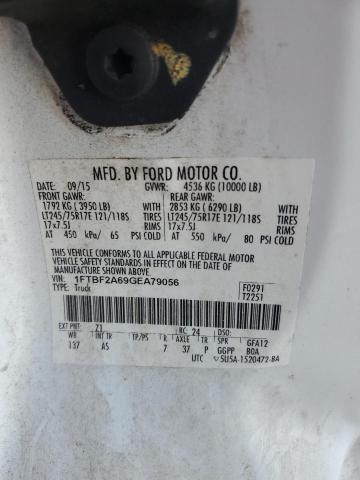 MFD. BY FORD MOTOR CO.
DATE: 09/15 GVWR: 4536 KG (10000 LB)
FRONT GAWR: REAR GAWR:
1792 KG ( 3950 LB) 2853 KG ( 6290 LB)
LT245/75R17E 121/118S TIRES LT245/75R17E 121/118S TIRES
17x7.5J RIMS 17x7.5J RIMS
AT 450 kPa/ 65 PSI COLD AT 550 kPa/ 80 PSI COLD
THIS VEHICLE CONFORMS TO ALL APPLICABLE FEDERAL MOTOR
VEHICLE SAFETY STANDARDS IN EFFECT ON THE DATE OF
MANUFACTURE SHOWN ABOVE.
VIN: 1FTBF2A69GEA79056 F0291
TYPE: Truck T2251
EXT PNT: Z1 RC: 24 DSO:
WB BRK INT TR TP/PS R AXLE TR SPR GFA12
137 AS 7 37 P GGPP BOA
UTC 5U5A-1520472-BA